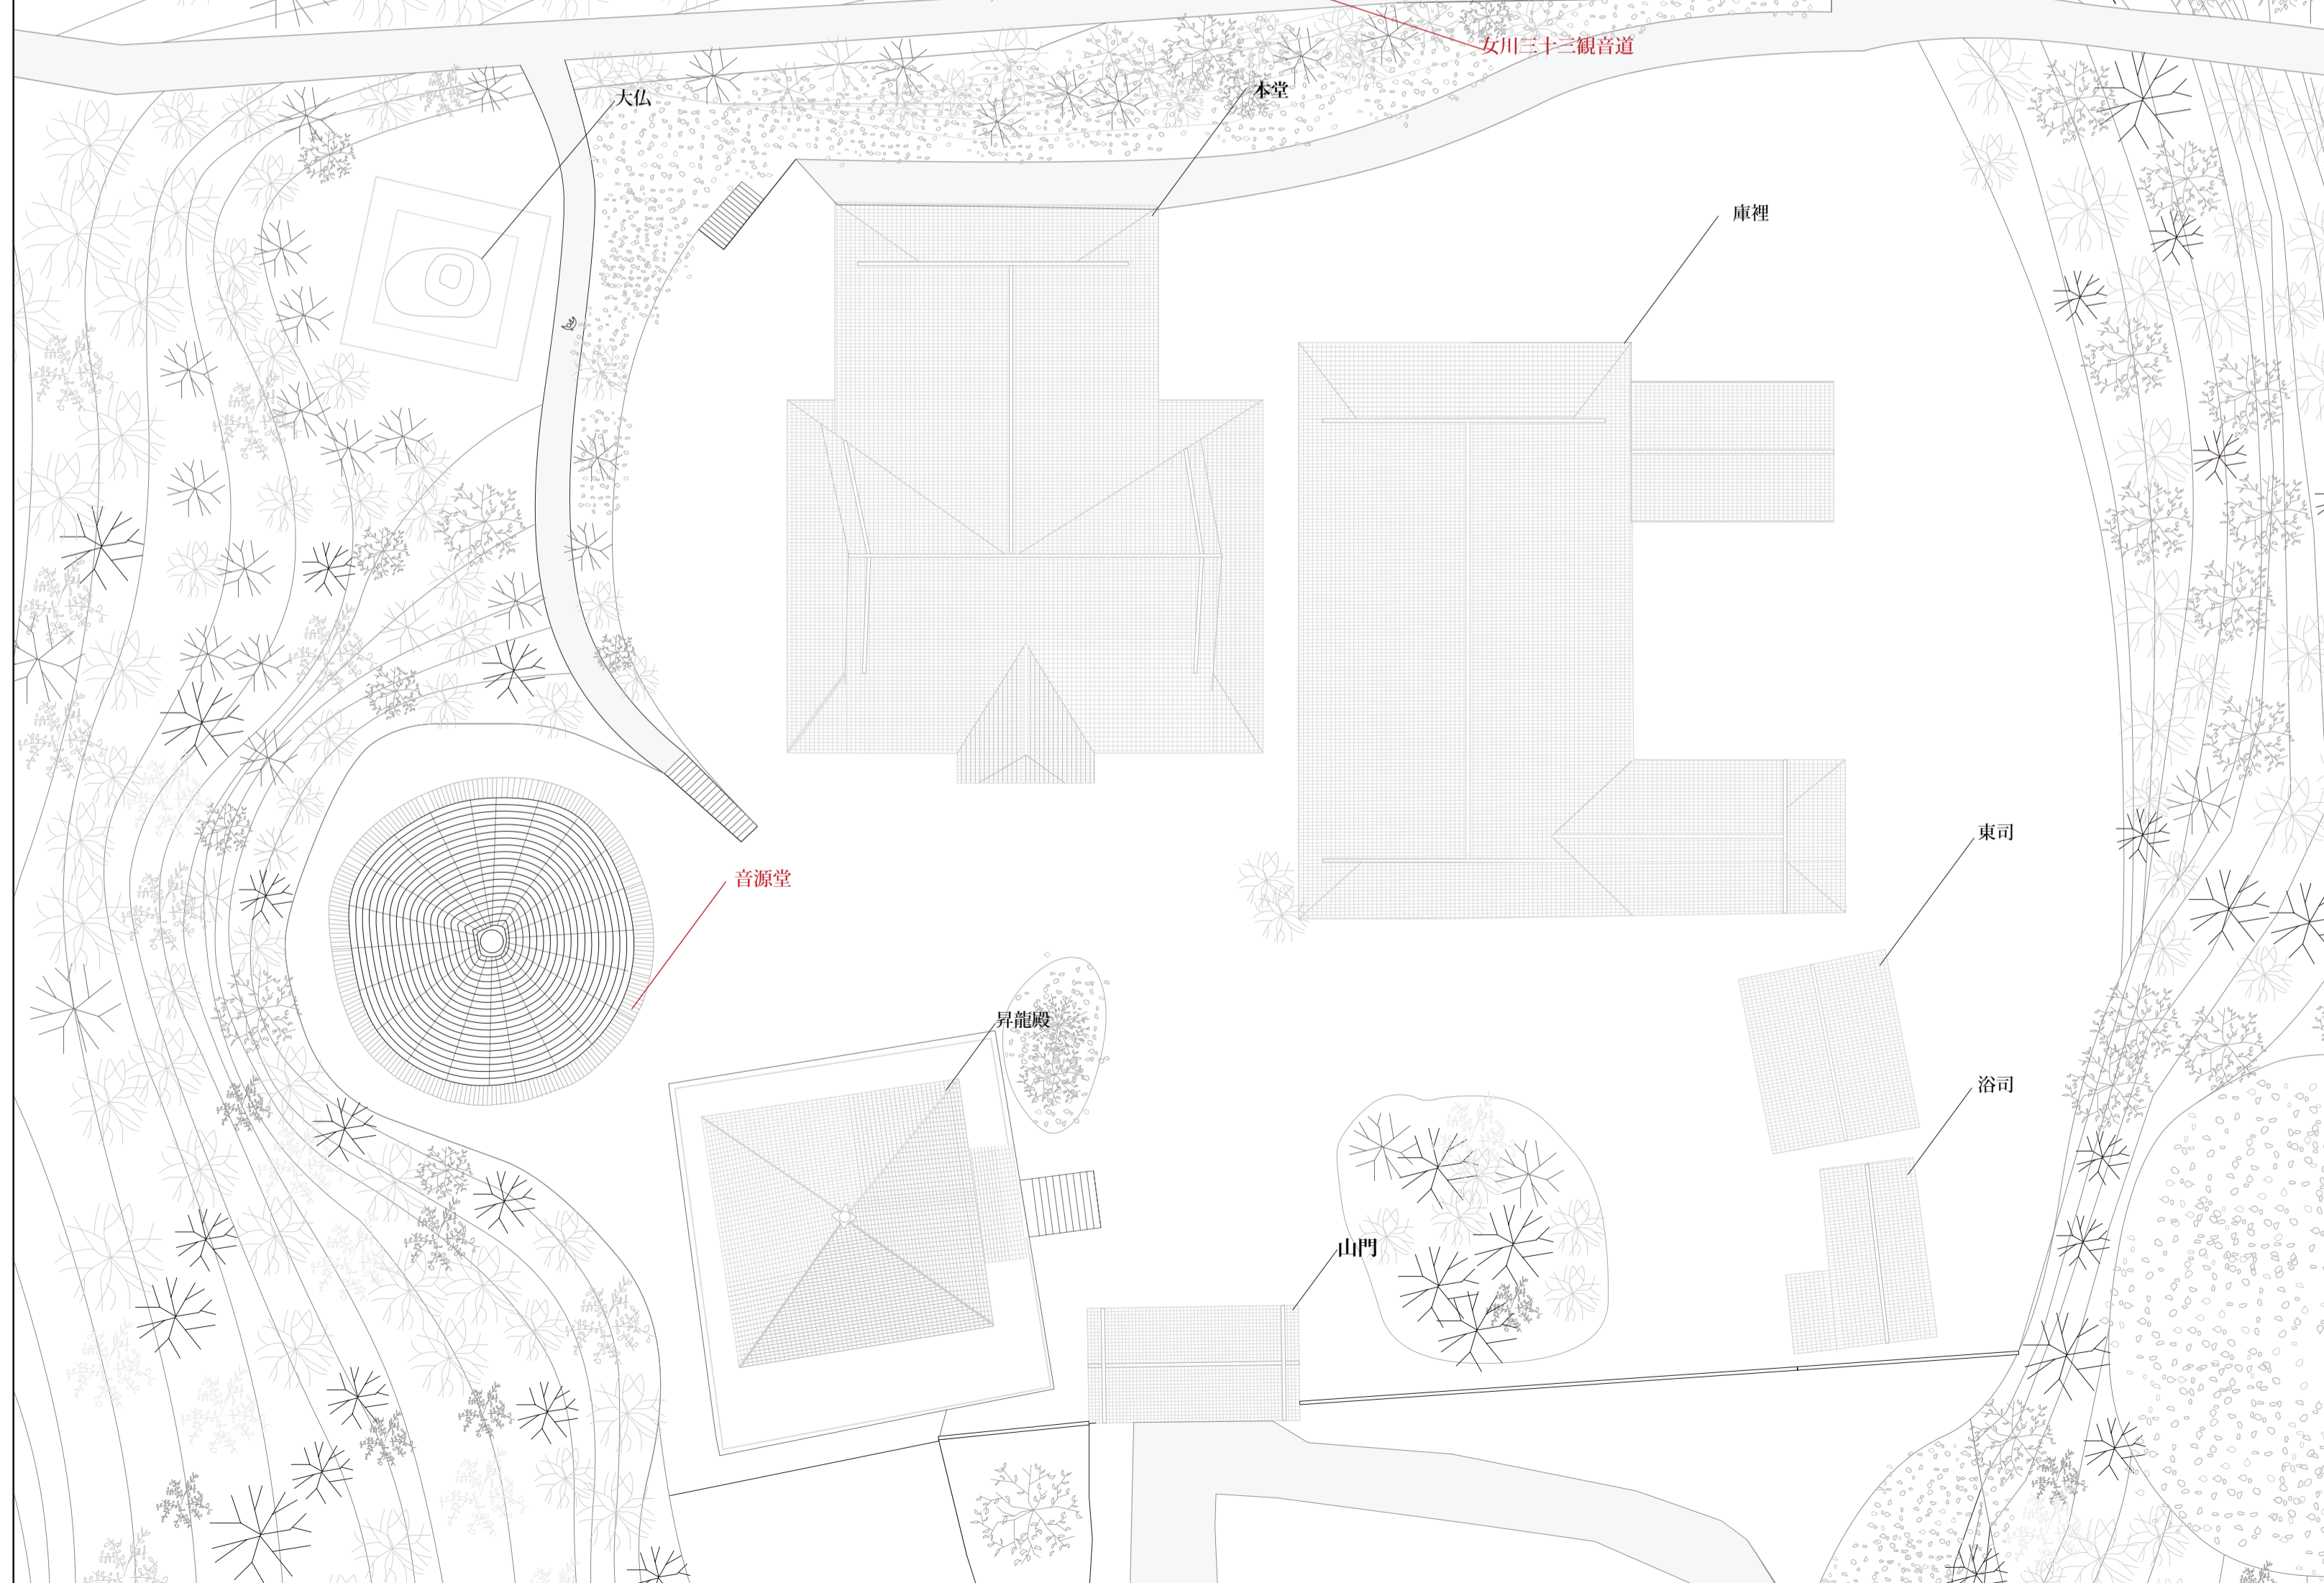 女川三十三観音道
大仏
本堂
庫裡
東司
音源堂
昇龍殿
浴司
山門